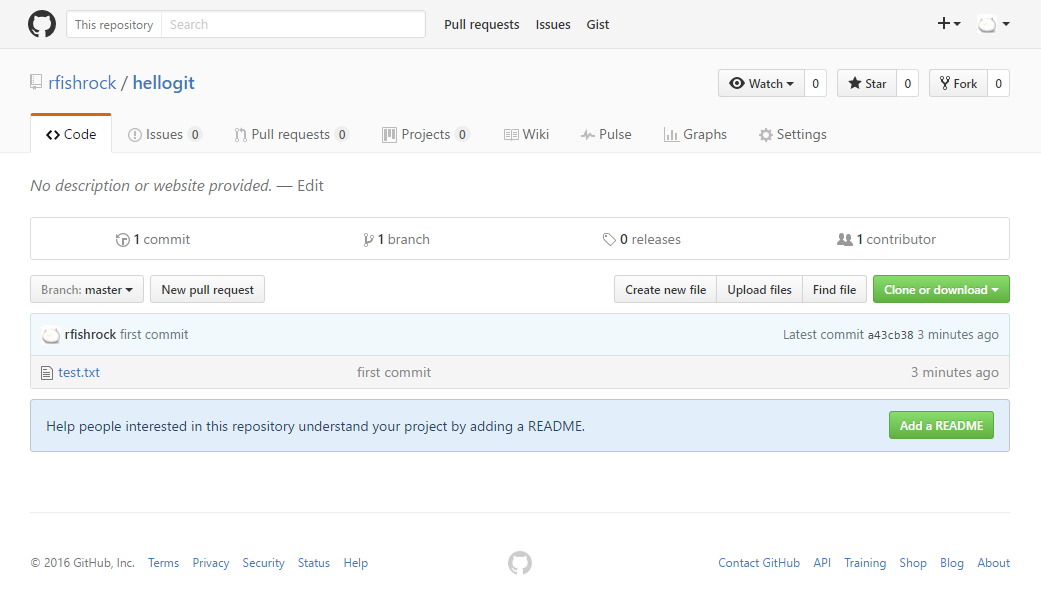 This repository Search Pull requests Issues Gist
rfishrock / hellogit Watch 0 Star 0 Fork 0
Code Issues 0 Pull requests 0 Projects 0 Wiki Pulse Graphs Settings
No description or website provided. — Edit
1 commit 1 branch 0 releases 1 contributor
Branch: master New pull request Create new file Upload files Find file Clone or download
rfishrock first commit Latest commit a43cb38 3 minutes ago
test.txt first commit 3 minutes ago
Help people interested in this repository understand your project by adding a README. Add a README
© 2016 GitHub, Inc. Terms Privacy Security Status Help Contact GitHub API Training Shop Blog About